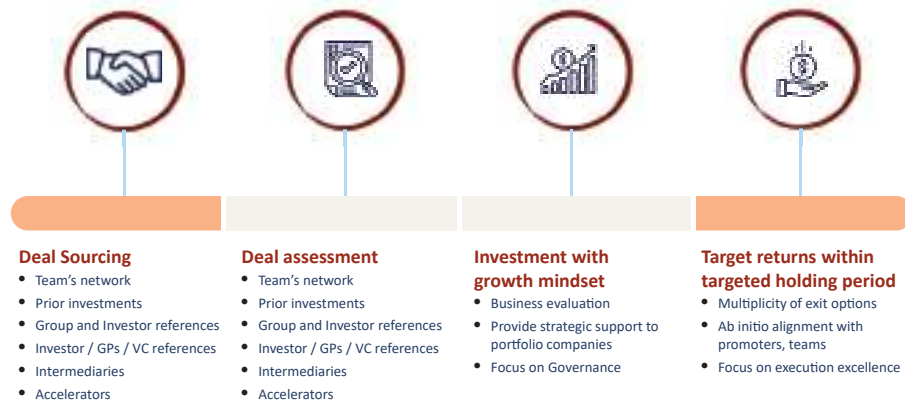 Deal Sourcing
• Team's network
• Prior investments
• Group and Investor references
• Investor / GPs / VC references
• Intermediaries
• Accelerators
Deal assessment
• Team's network
• Prior investments
• Group and Investor references
• Investor / GPs / VC references
• Intermediaries
• Accelerators
Investment with
growth mindset
• Business evaluation
• Provide strategic support to
portfolio companies
• Focus on Governance
Target returns within
targeted holding period
• Multiplicity of exit options
• Ab initio alignment with
promoters, teams
• Focus on execution excellence